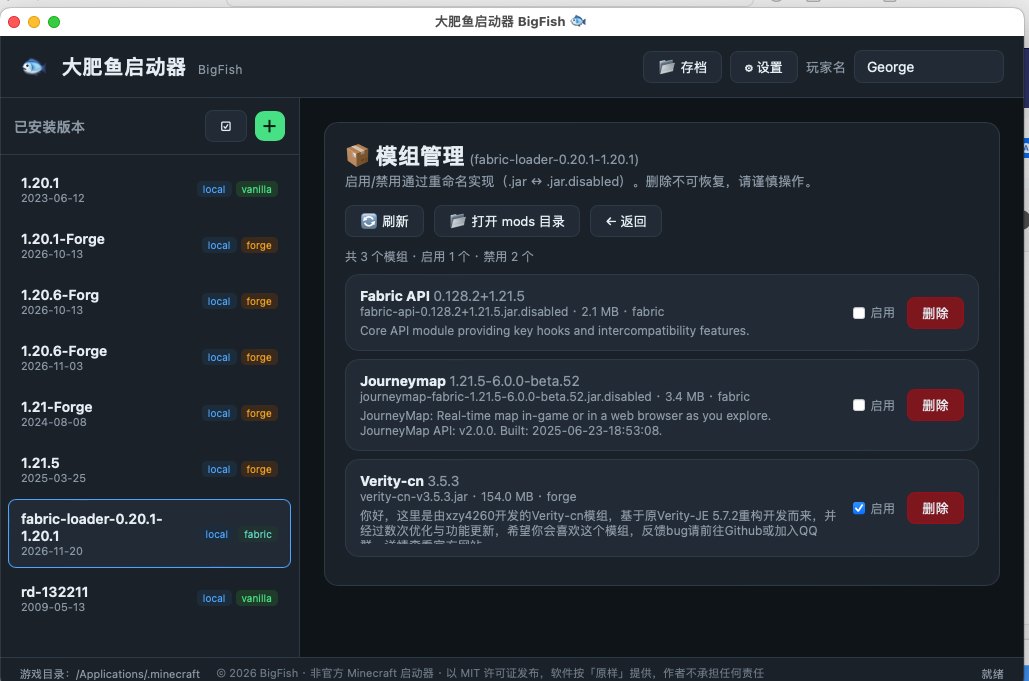 大肥鱼启动器 BigFish
大肥鱼启动器 BigFish
存档
设置
玩家名
George
已安装版本
1.20.1
2023-06-12
local vanilla
1.20.1-Forge
2026-10-13
local forge
1.20.6-Forg
2026-10-13
local forge
1.20.6-Forge
2026-11-03
local forge
1.21-Forge
2024-08-08
local forge
1.21.5
2025-03-25
local forge
fabric-loader-0.20.1-
1.20.1
2026-11-20
local fabric
rd-132211
2009-05-13
local vanilla
模组管理 (fabric-loader-0.20.1-1.20.1)
启用/禁用通过重命名实现（.jar ↔ .jar.disabled）。删除不可恢复，请谨慎操作。
刷新
打开 mods 目录
← 返回
共 3 个模组 · 启用 1 个 · 禁用 2 个
Fabric API 0.128.2+1.21.5
fabric-api-0.128.2+1.21.5.jar.disabled · 2.1 MB · fabric
Core API module providing key hooks and intercompatibility features.
启用
删除
Journeymap 1.21.5-6.0.0-beta.52
journeymap-fabric-1.21.5-6.0.0-beta.52.jar.disabled · 3.4 MB · fabric
JourneyMap: Real-time map in-game or in a web browser as you explore.
JourneyMap API: v2.0.0. Built: 2025-06-23-18:53:08.
启用
删除
Verity-cn 3.5.3
verity-cn-v3.5.3.jar · 154.0 MB · forge
你好，这里是由xzy4260开发的Verity-cn模组，基于原Verity-JE 5.7.2重构开发而来，并
经过数次优化与功能更新，希望你会喜欢这个模组，反馈bug请前往Github或加入QQ
启用
删除
游戏目录：/Applications/.minecraft
© 2026 BigFish · 非官方 Minecraft 启动器 · 以 MIT 许可证发布，软件按「原样」提供，作者不承担任何责任
就绪